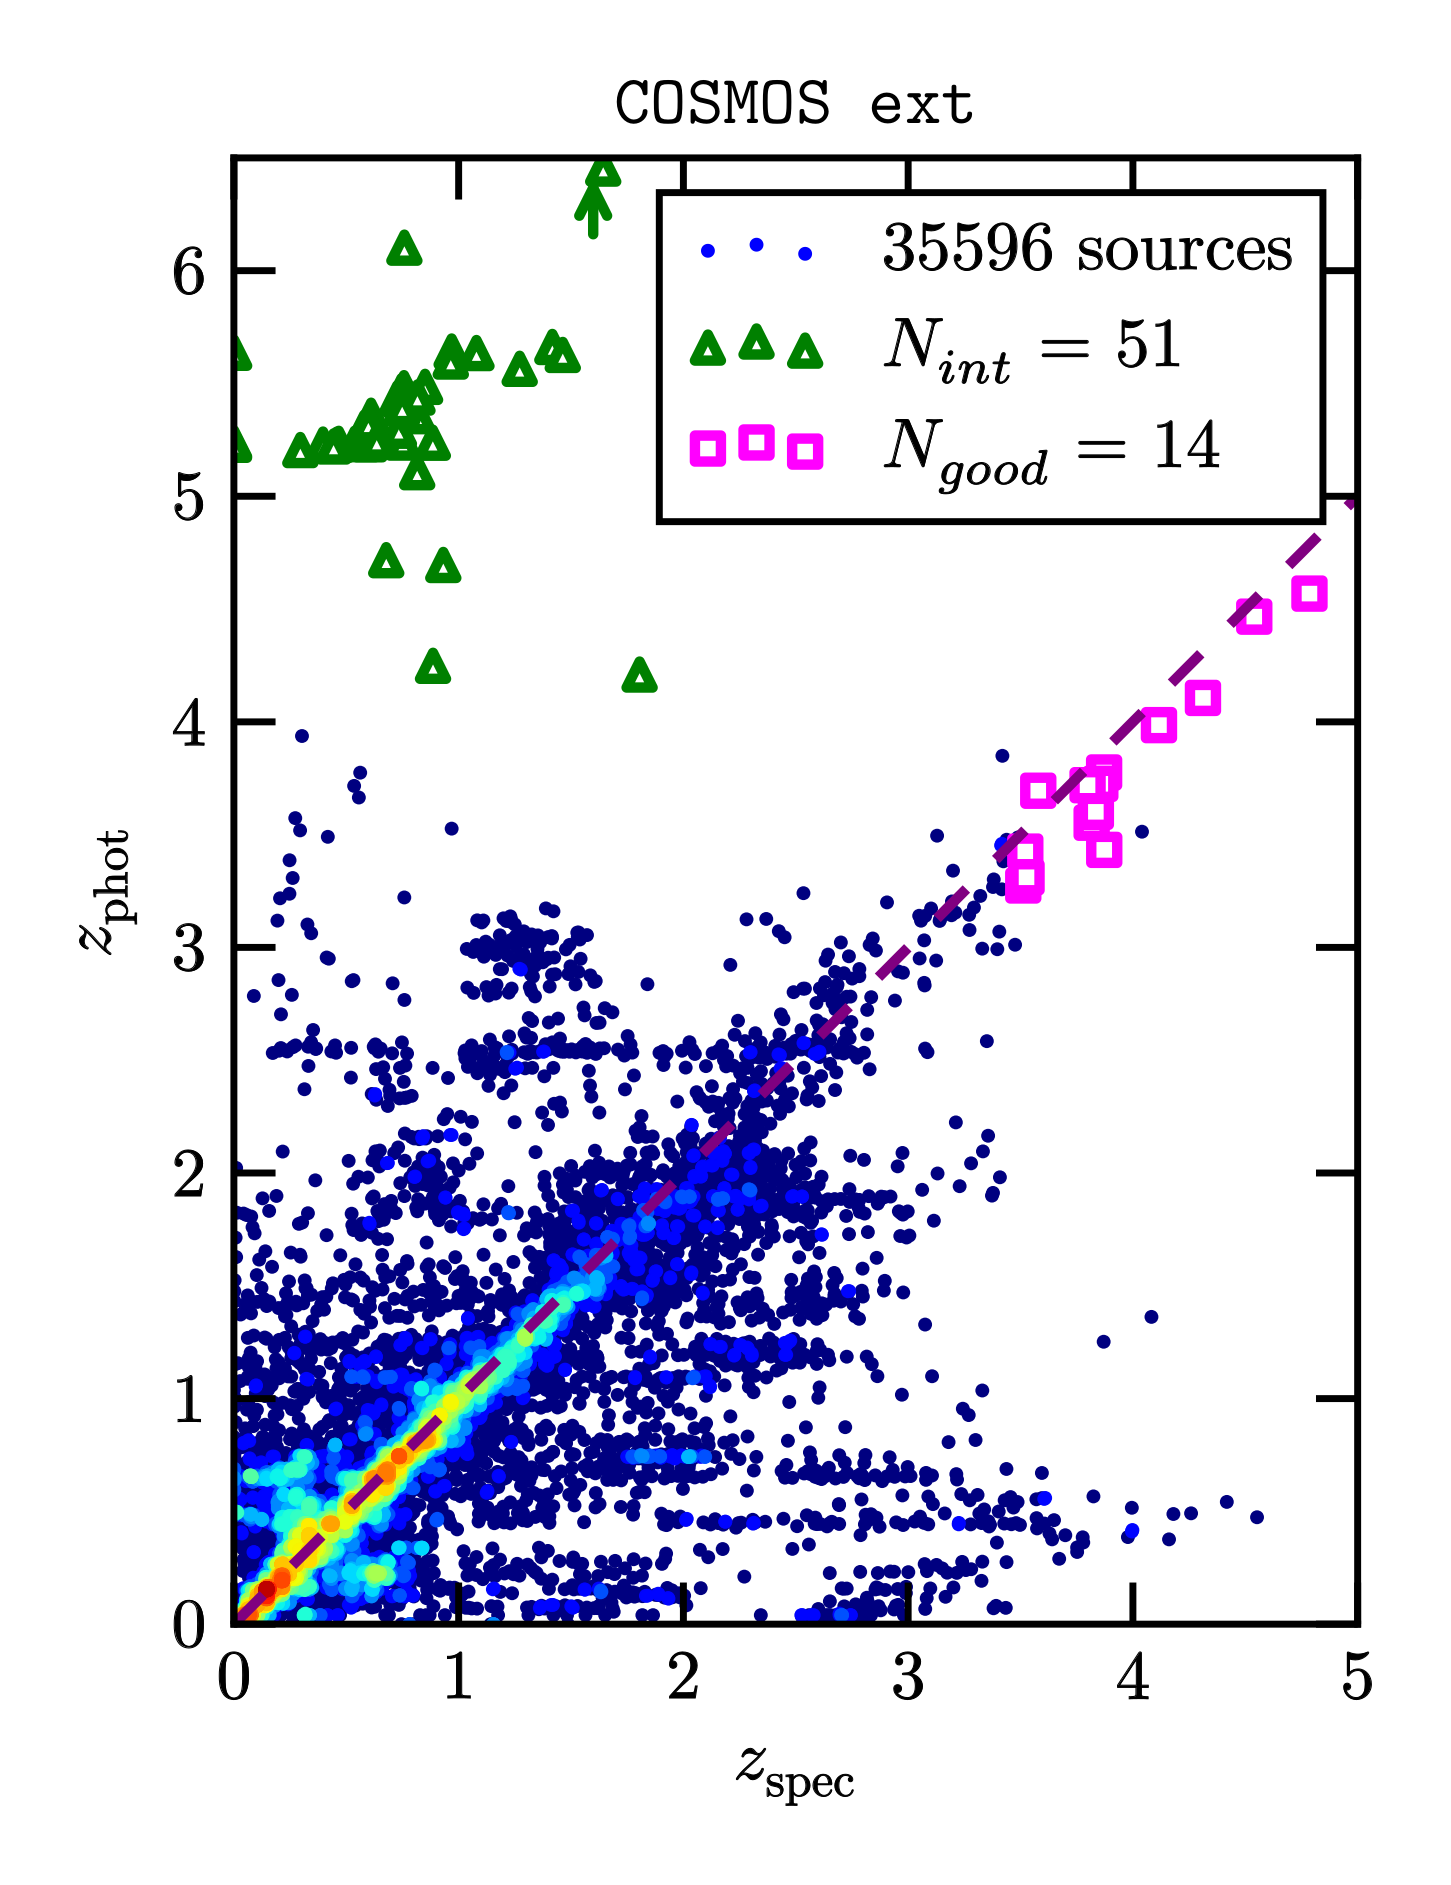 COSMOS ext
35596 sources
N_int = 51
N_good = 14
6
5
4
3
2
1
0
z_phot
0 1 2 3 4 5
z_spec